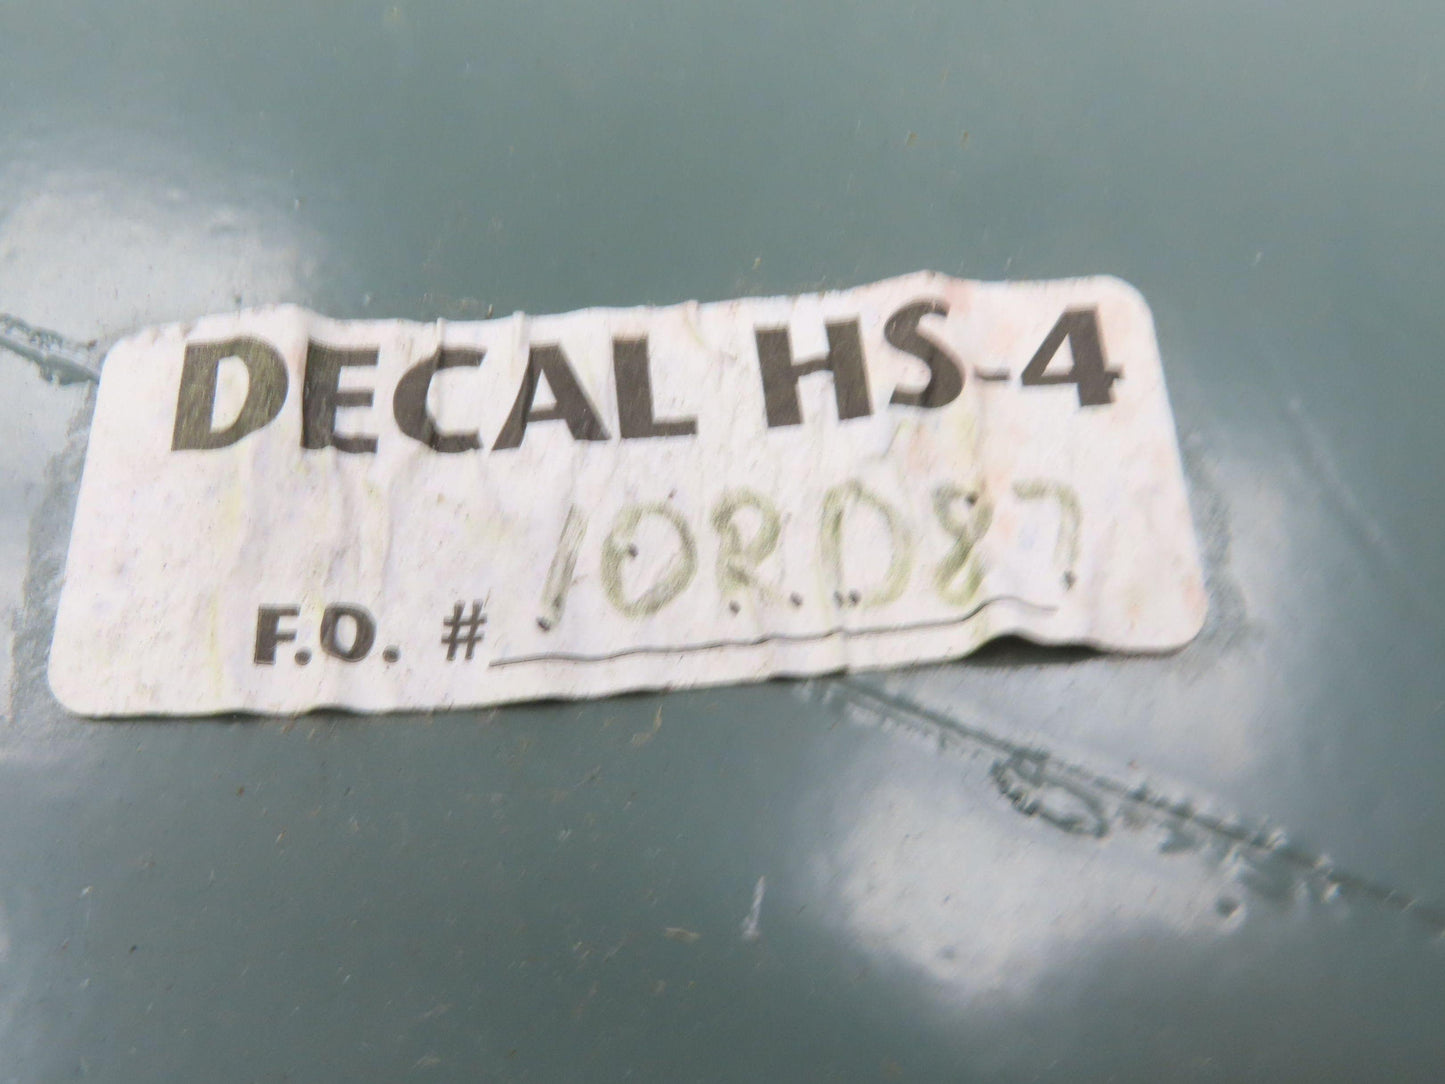 DECAL HS-4
F.O. # 10RD87